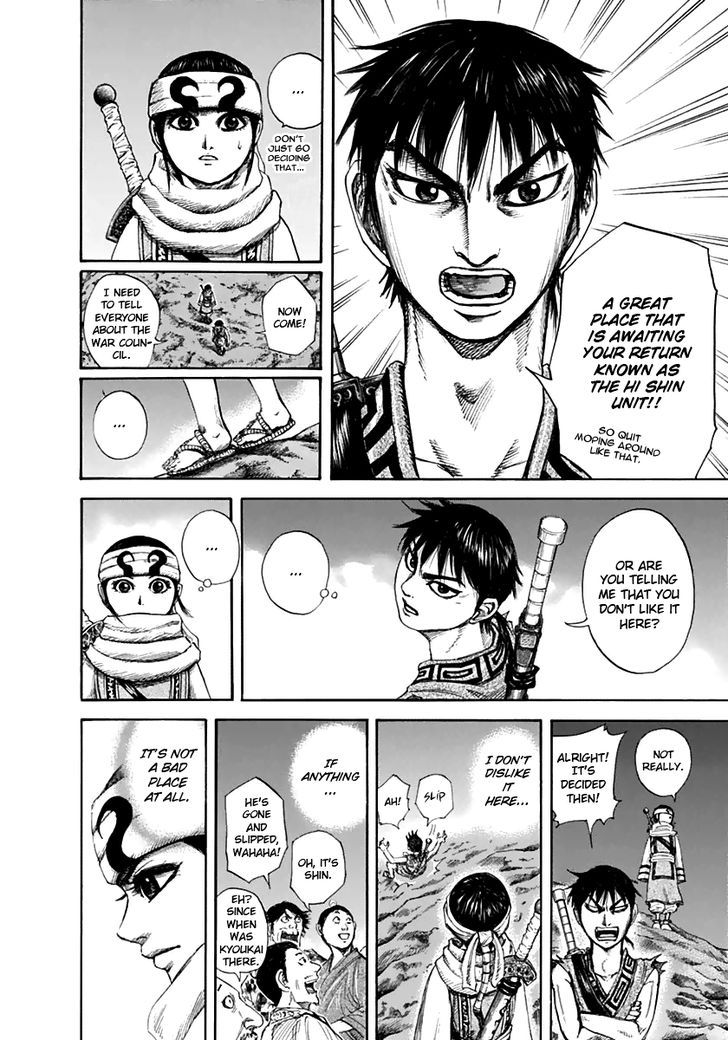 A GREAT
PLACE THAT
IS AWAITING
YOUR RETURN
KNOWN AS
THE HI SHIN
UNIT!!
SO QUIT
MOPING AROUND
LIKE THAT.
...
DON'T
JUST GO
DECIDING
THAT...
NOW
COME!
I NEED
TO TELL
EVERYONE
ABOUT THE
WAR COUN-
CIL.
...
OR ARE
YOU TELLING
ME THAT YOU
DON'T LIKE IT
HERE?
...
...
NOT
REALLY.
ALRIGHT!
IT'S
DECIDED
THEN!
I DON'T
DISLIKE IT
HERE...
SLIP
AH!
IF
ANYTHING
...
OH, IT'S
SHIN.
HE'S
GONE
AND
SLIPPED,
WAHAHA!
EH?
SINCE
WHEN
WAS
KYOUKAI
THERE.
IT'S NOT
A BAD
PLACE
AT ALL.